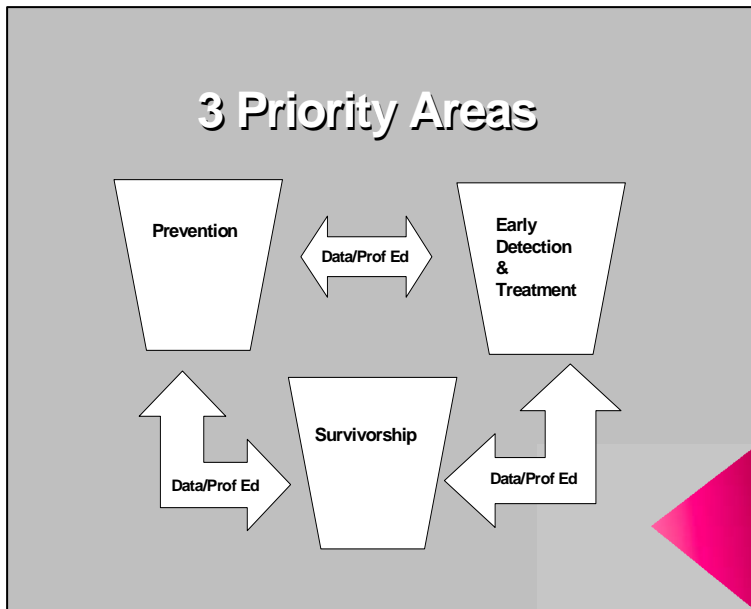 3 Priority Areas
Prevention
Data/Prof Ed
Early
Detection
&
Treatment
Survivorship
Data/Prof Ed
Data/Prof Ed